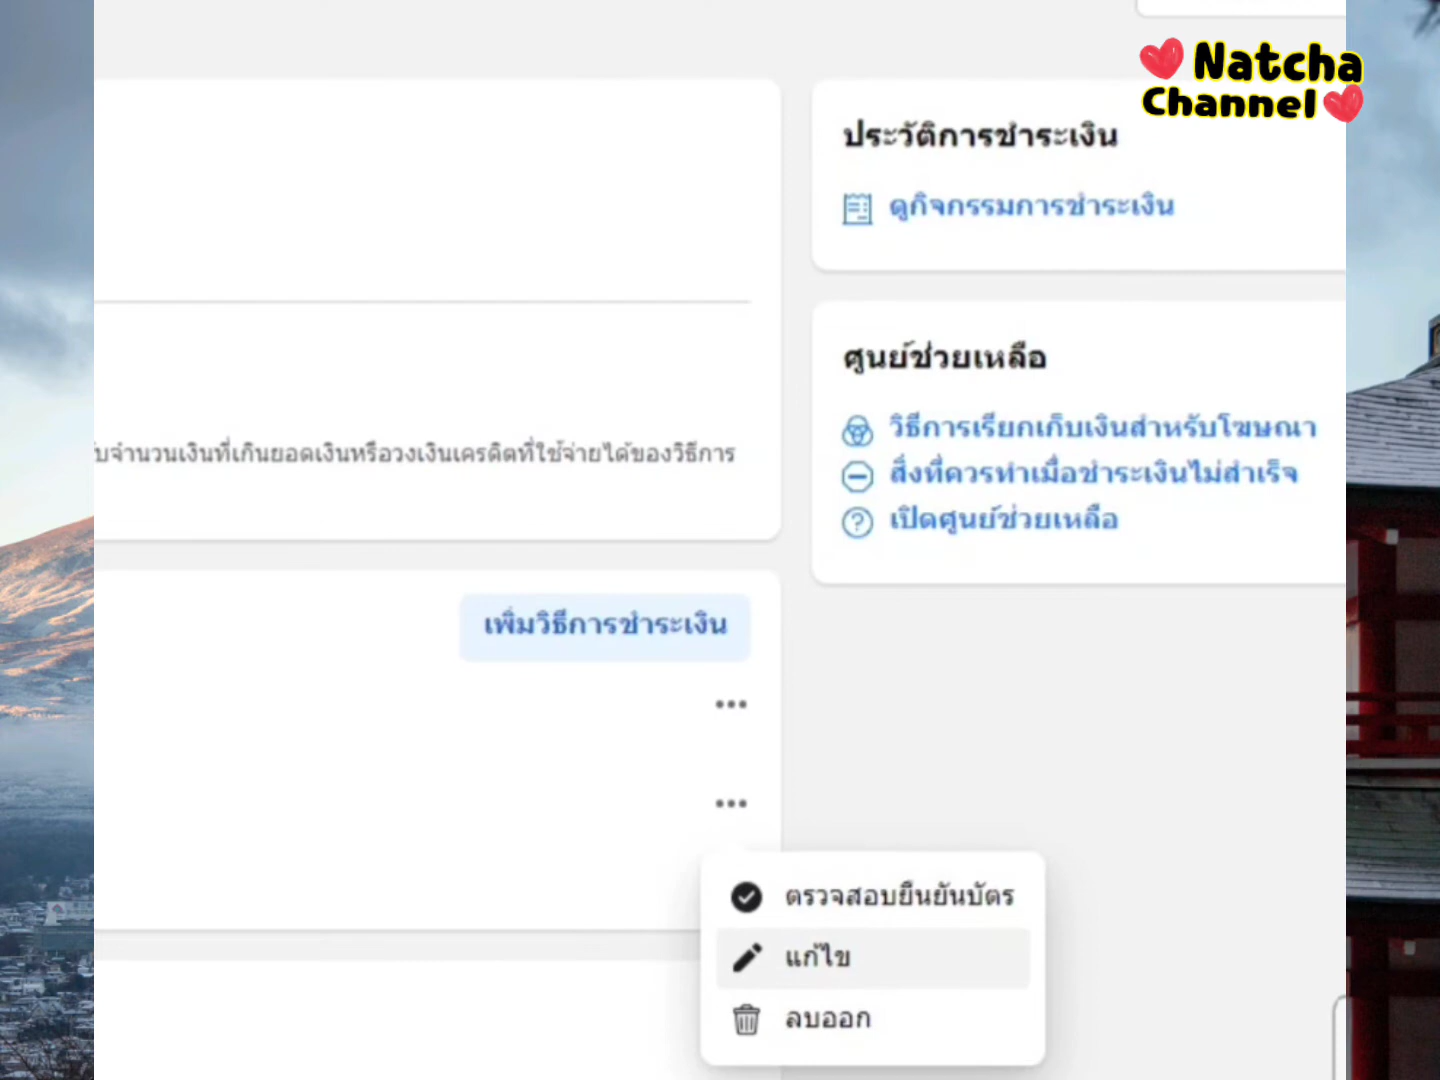 Natcha
Channel
ประวัติการชำระเงิน
ดูกิจกรรมการชำระเงิน
ศูนย์ช่วยเหลือ
วิธีการเรียกเก็บเงินสำหรับโฆษณา
สิ่งที่ควรทำเมื่อชำระเงินไม่สำเร็จ
เปิดศูนย์ช่วยเหลือ
จำนวนเงินที่เกินยอดเงินหรือวงเงินเครดิตที่ใช้จ่ายได้ของวิธีการ
เพิ่มวิธีการชำระเงิน
ตรวจสอบยืนยันบัตร
แก้ไข
ลบออก